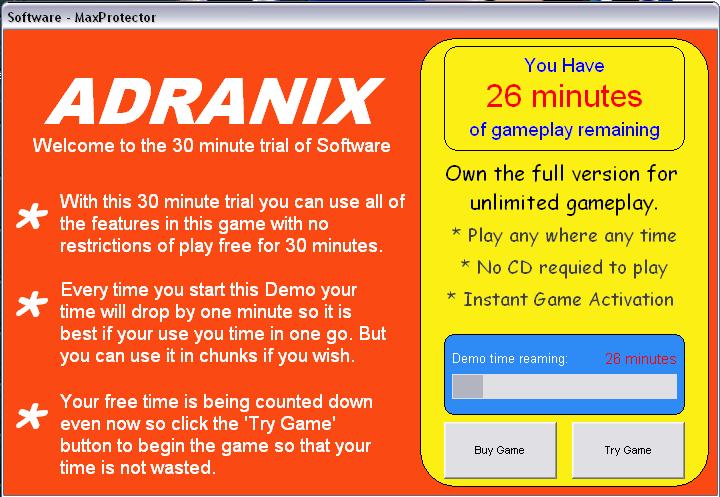 Software - MaxProtector
ADRANIX
Welcome to the 30 minute trial of Software
* With this 30 minute trial you can use all of
the features in this game with no
restrictions of play free for 30 minutes.
* Every time you start this Demo your
time will drop by one minute so it is
best if your use you time in one go. But
you can use it in chunks if you wish.
* Your free time is being counted down
even now so click the 'Try Game'
button to begin the game so that your
time is not wasted.
You Have
26 minutes
of gameplay remaining
Own the full version for
unlimited gameplay.
* Play any where any time
* No CD requied to play
* Instant Game Activation
Demo time reaming: 26 minutes
Buy Game Try Game